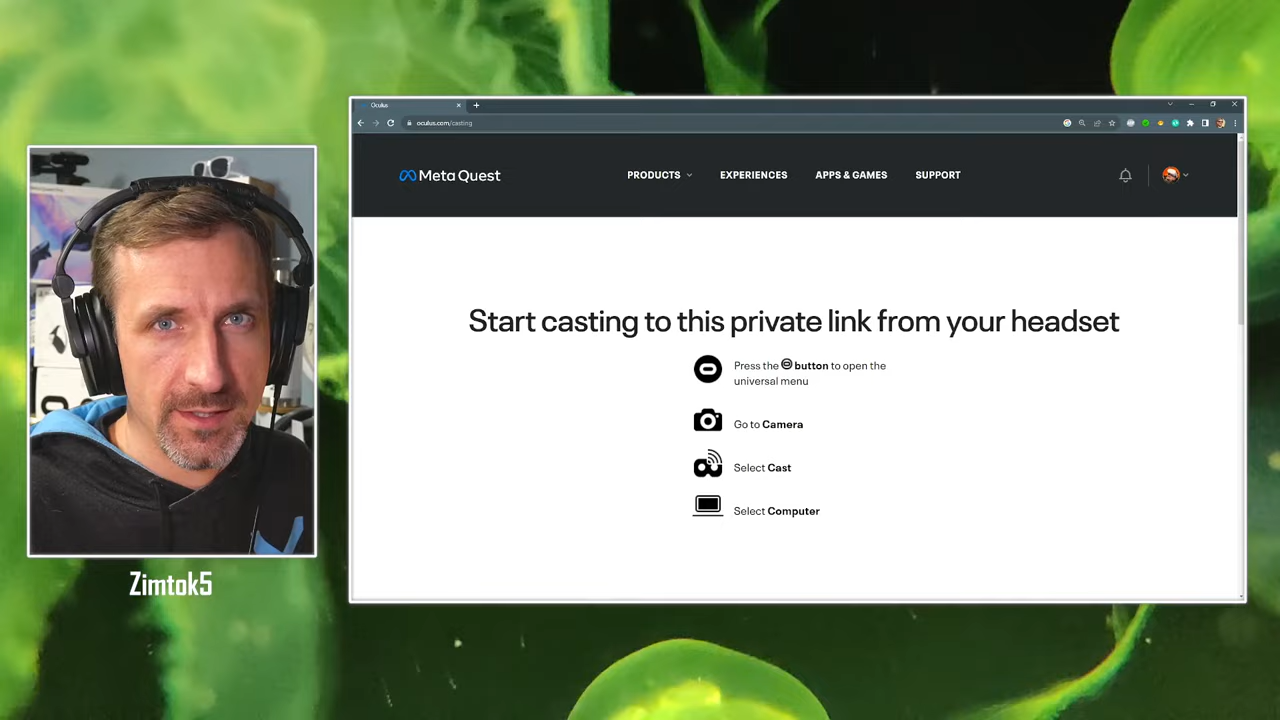 Oculus
oculus.com/casting
Meta Quest
PRODUCTS
EXPERIENCES
APPS & GAMES
SUPPORT
Start casting to this private link from your headset
Press the button to open the
universal menu
Go to Camera
Select Cast
Select Computer
Zimtok5